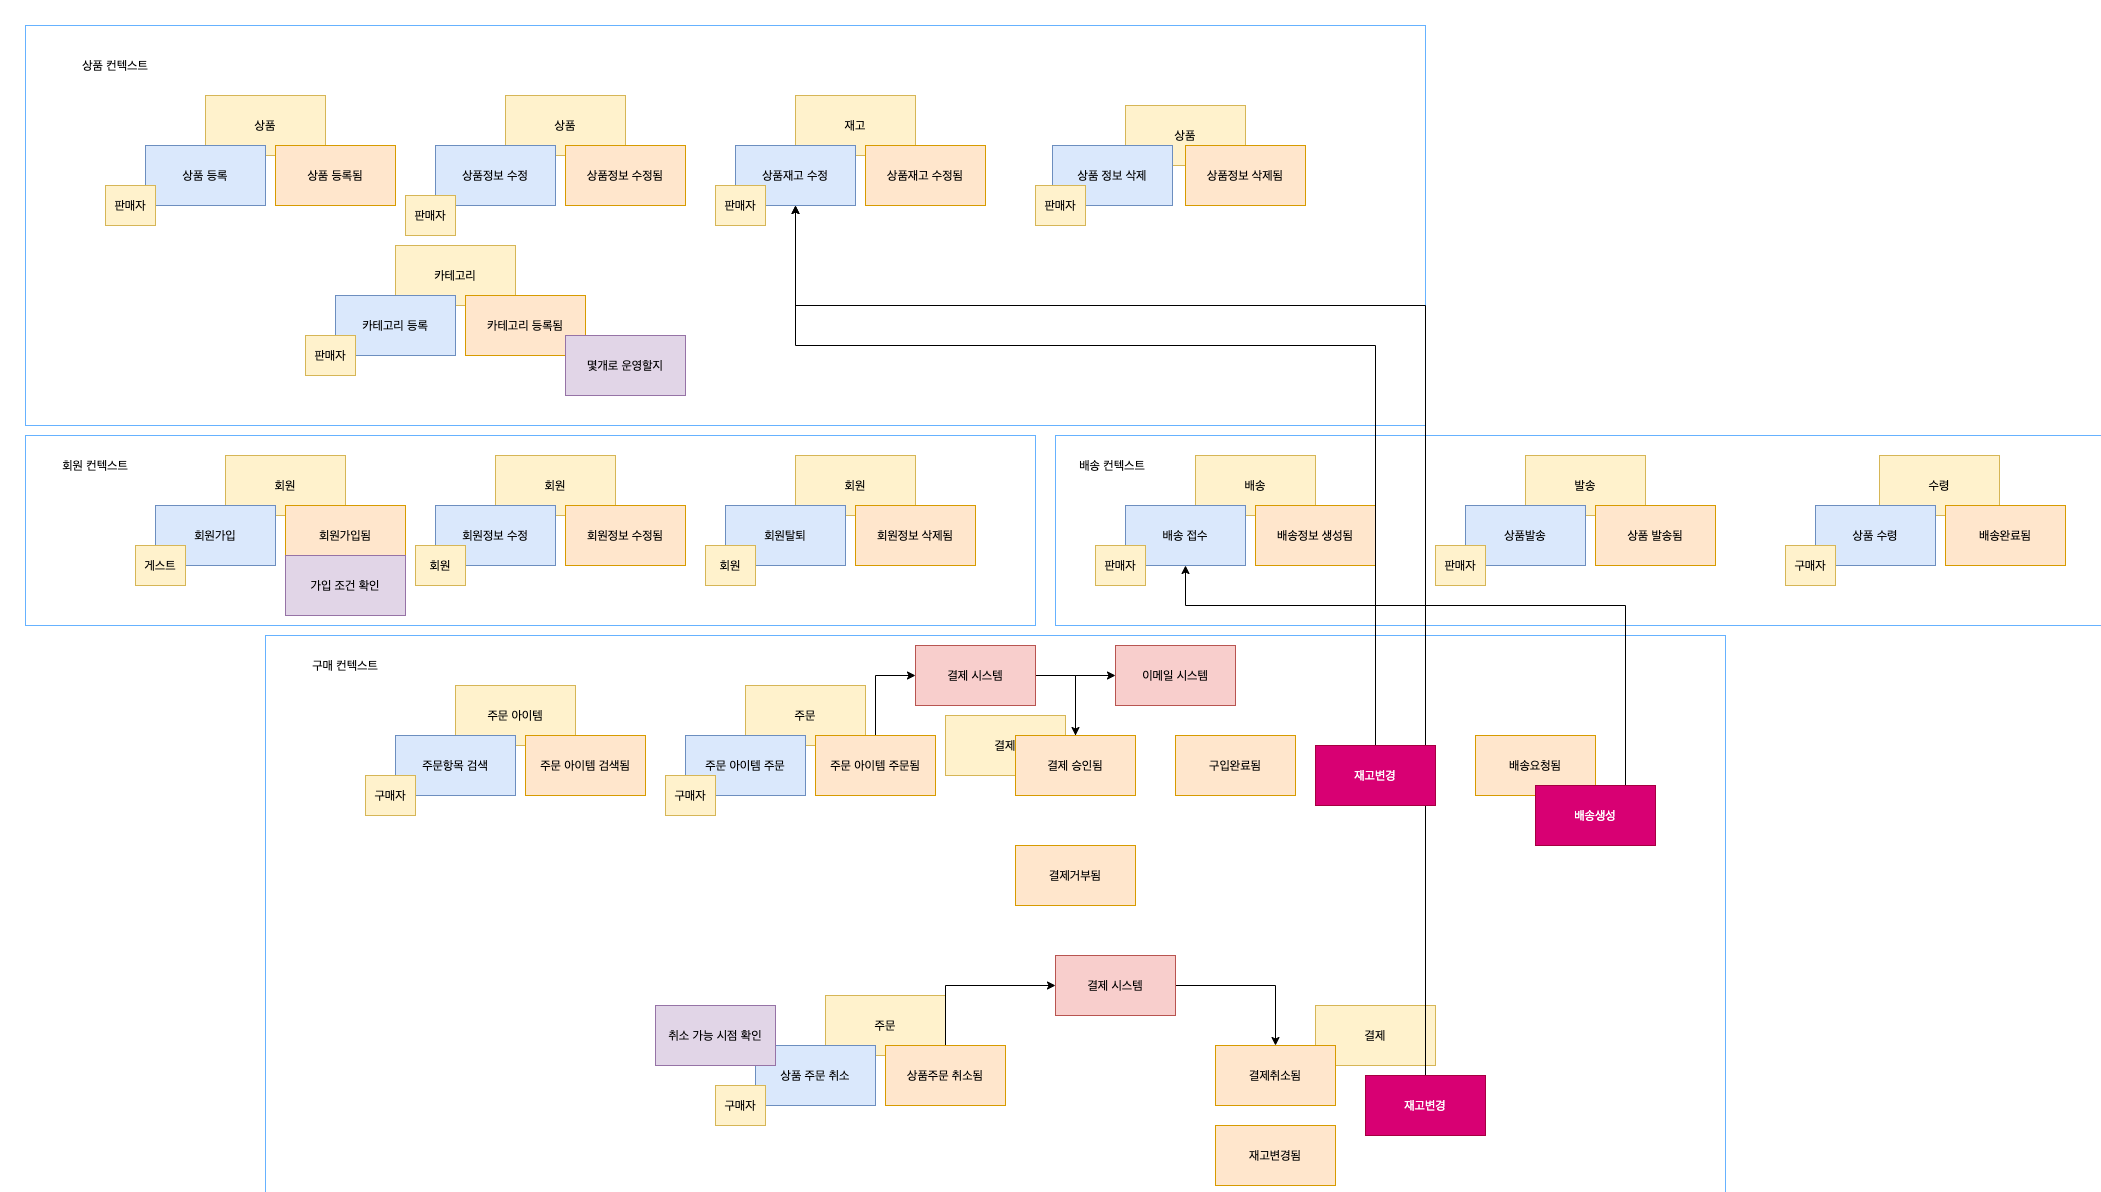 상품 컨텍스트
상품
상품 등록
상품 등록됨
판매자
상품
상품정보 수정
상품정보 수정됨
판매자
재고
상품재고 수정
상품재고 수정됨
판매자
상품
상품 정보 삭제
상품정보 삭제됨
판매자
카테고리
카테고리 등록
카테고리 등록됨
판매자
몇개로 운영할지
회원 컨텍스트
회원
회원가입
회원가입됨
게스트
가입 조건 확인
회원
회원정보 수정
회원정보 수정됨
회원
회원
회원탈퇴
회원정보 삭제됨
회원
배송 컨텍스트
배송
배송 접수
배송정보 생성됨
판매자
발송
상품발송
상품 발송됨
판매자
수령
상품 수령
배송완료됨
구매자
구매 컨텍스트
주문 아이템
주문항목 검색
주문 아이템 검색됨
구매자
주문
주문 아이템 주문
주문 아이템 주문됨
구매자
결제 시스템
이메일 시스템
결제
결제 승인됨
구입완료됨
재고변경
배송요청됨
배송생성
결제거부됨
결제 시스템
취소 가능 시점 확인
주문
상품 주문 취소
상품주문 취소됨
구매자
결제
결제취소됨
재고변경
재고변경됨